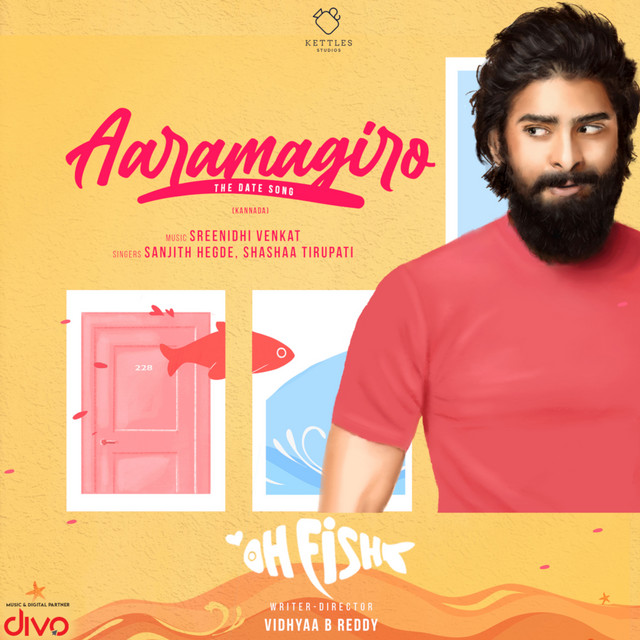 KETTLES
STUDIOS
Aaramagiro
THE DATE SONG
(KANNADA)
MUSIC SREENIDHI VENKAT
SINGERS SANJITH HEGDE, SHASHAA TIRUPATI
228
OH FISH
WRITER-DIRECTOR
VIDHYAA B REDDY
MUSIC & DIGITAL PARTNER
divo